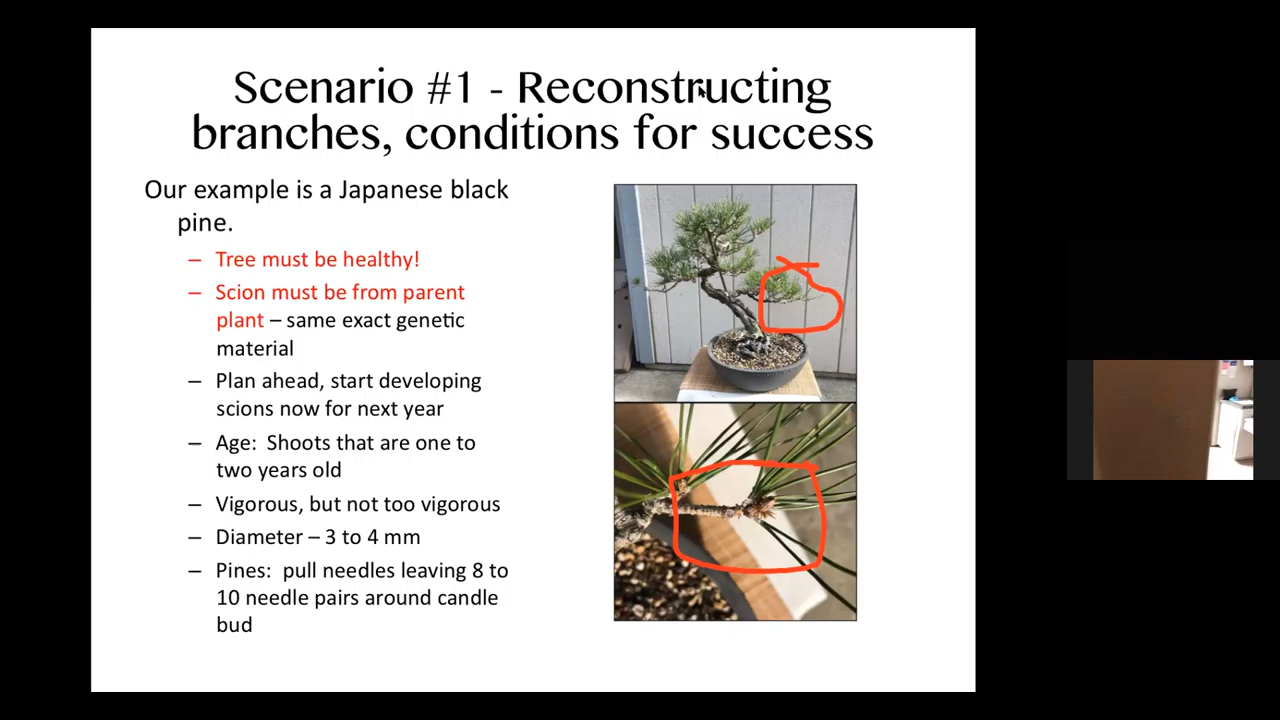 Scenario #1 - Reconstructing
branches, conditions for success
Our example is a Japanese black
pine.
– Tree must be healthy!
– Scion must be from parent
plant – same exact genetic
material
– Plan ahead, start developing
scions now for next year
– Age: Shoots that are one to
two years old
– Vigorous, but not too vigorous
– Diameter – 3 to 4 mm
– Pines: pull needles leaving 8 to
10 needle pairs around candle
bud